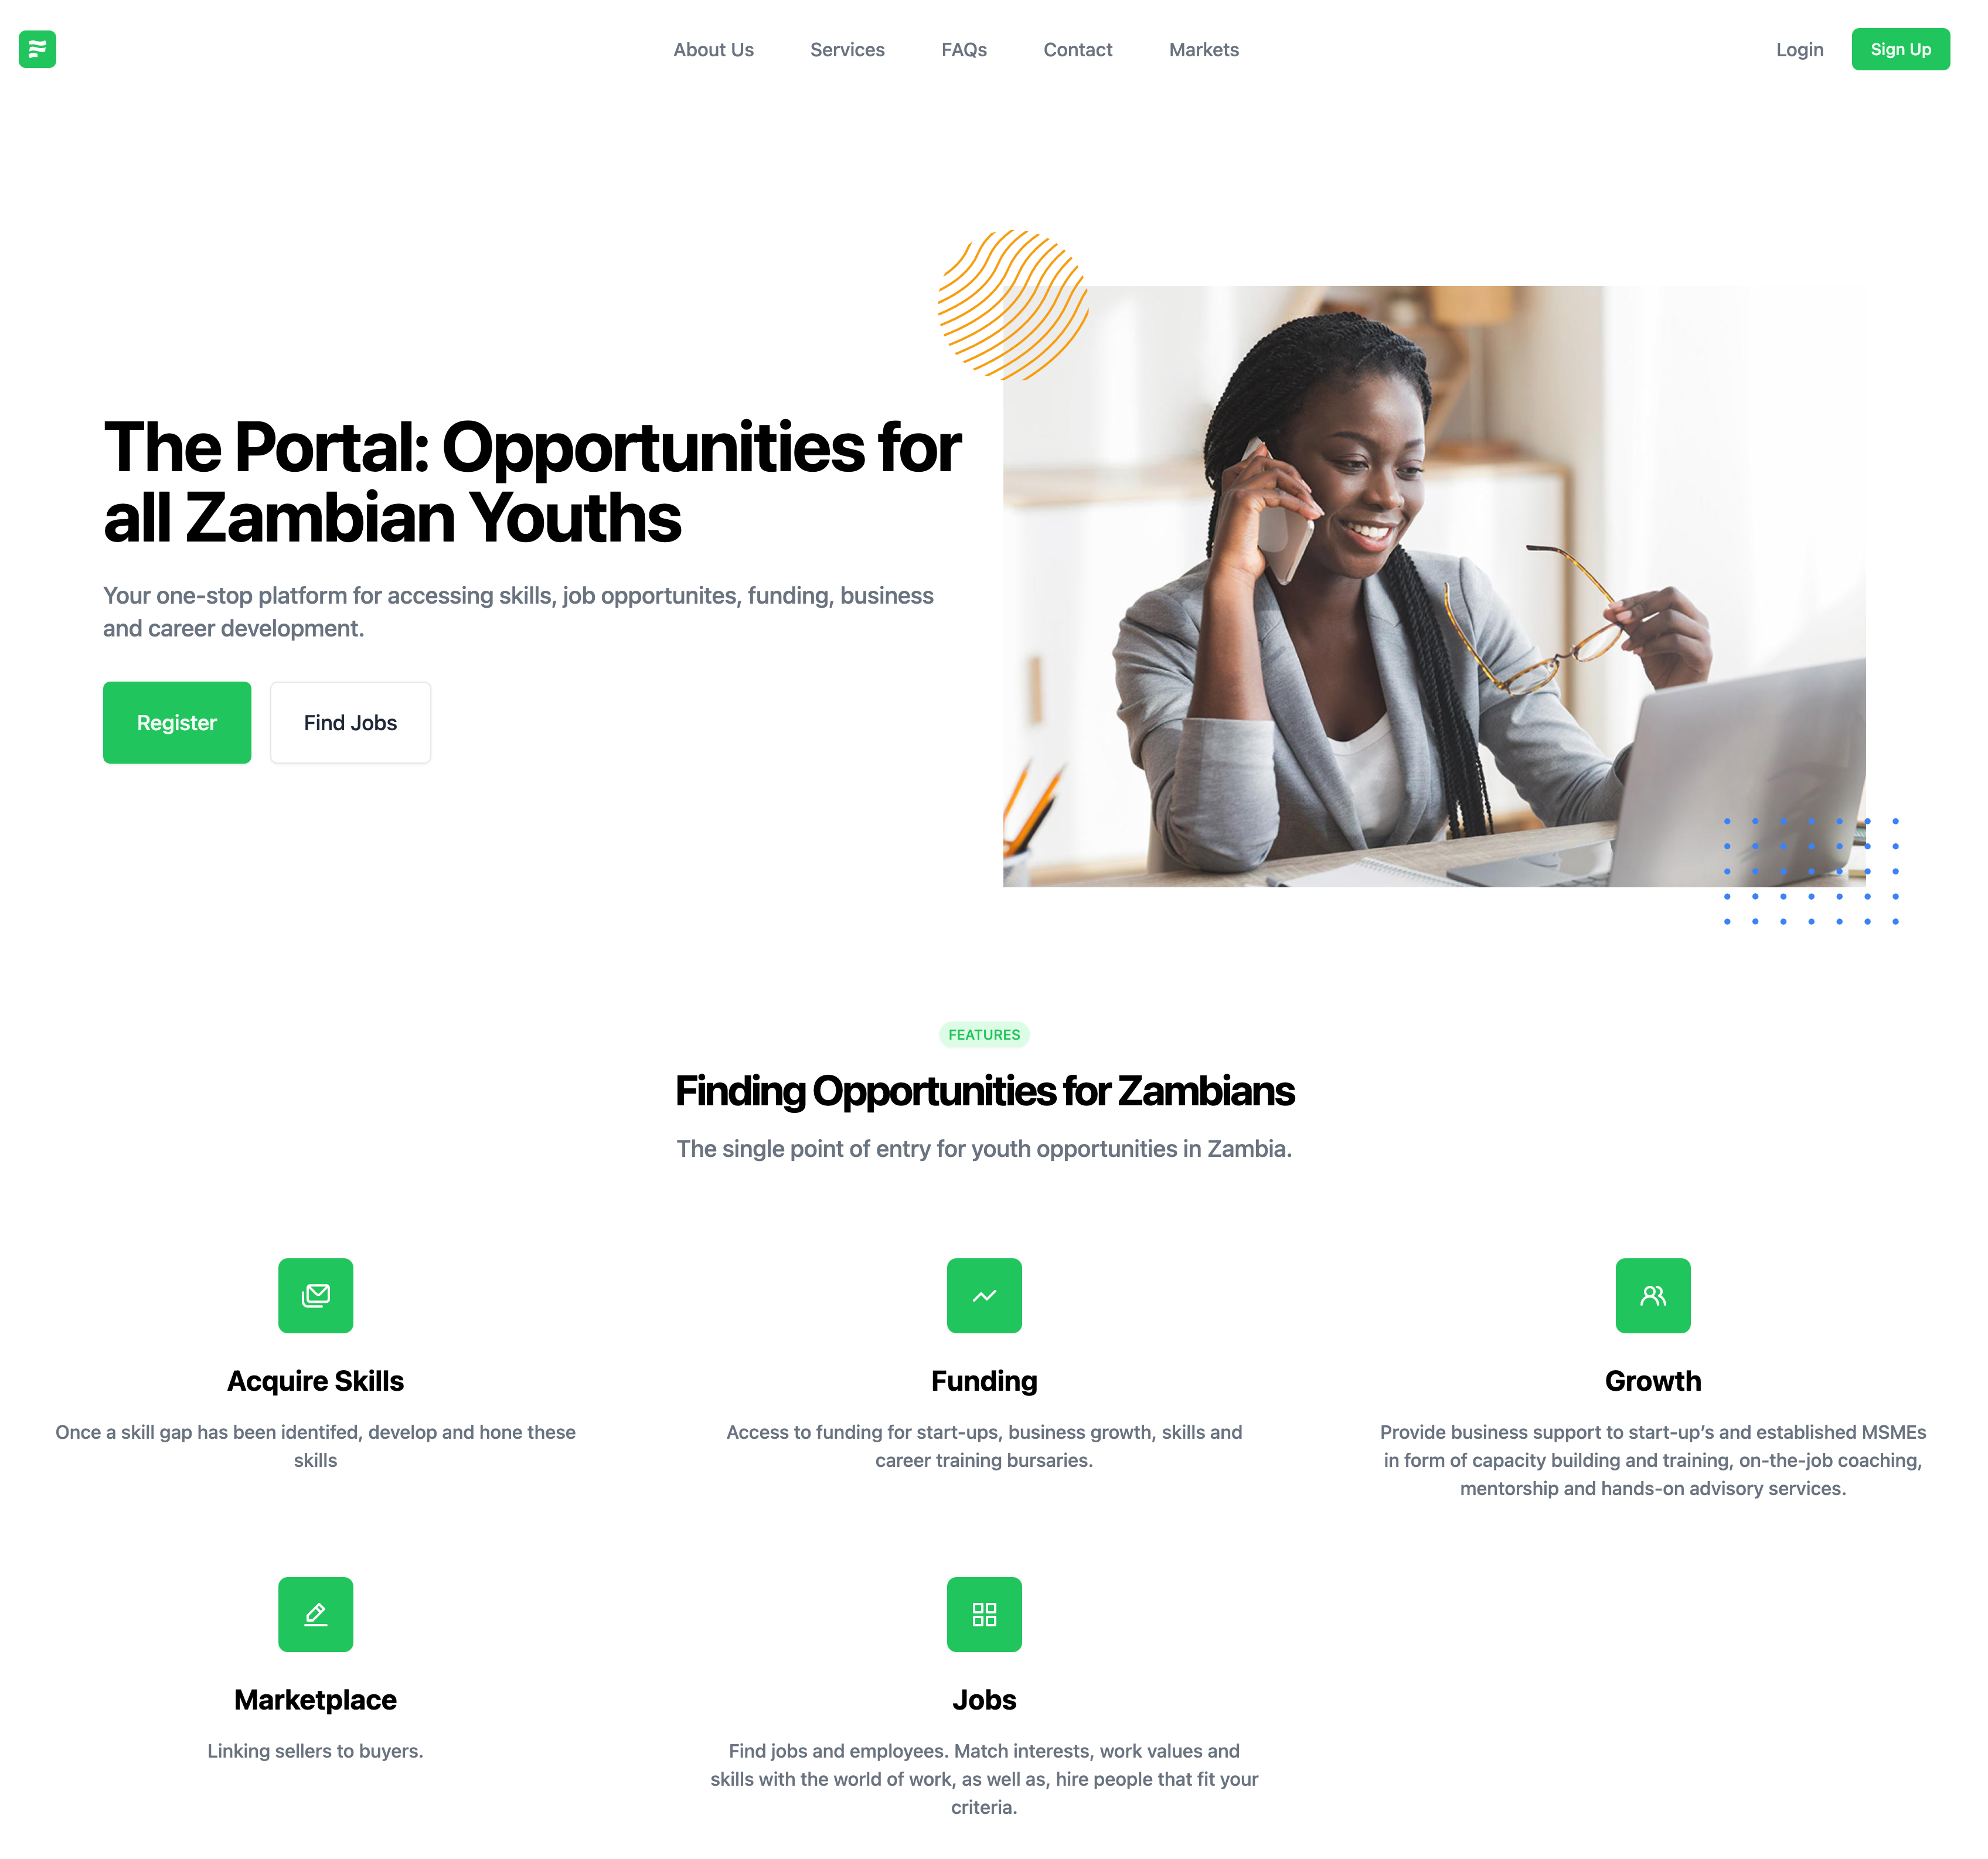 About Us Services FAQs Contact Markets Login Sign Up
The Portal: Opportunities for
all Zambian Youths
Your one-stop platform for accessing skills, job opportunites, funding, business
and career development.
Register Find Jobs
FEATURES
Finding Opportunities for Zambians
The single point of entry for youth opportunities in Zambia.
Acquire Skills
Once a skill gap has been identifed, develop and hone these
skills
Funding
Access to funding for start-ups, business growth, skills and
career training bursaries.
Growth
Provide business support to start-up’s and established MSMEs
in form of capacity building and training, on-the-job coaching,
mentorship and hands-on advisory services.
Marketplace
Linking sellers to buyers.
Jobs
Find jobs and employees. Match interests, work values and
skills with the world of work, as well as, hire people that fit your
criteria.